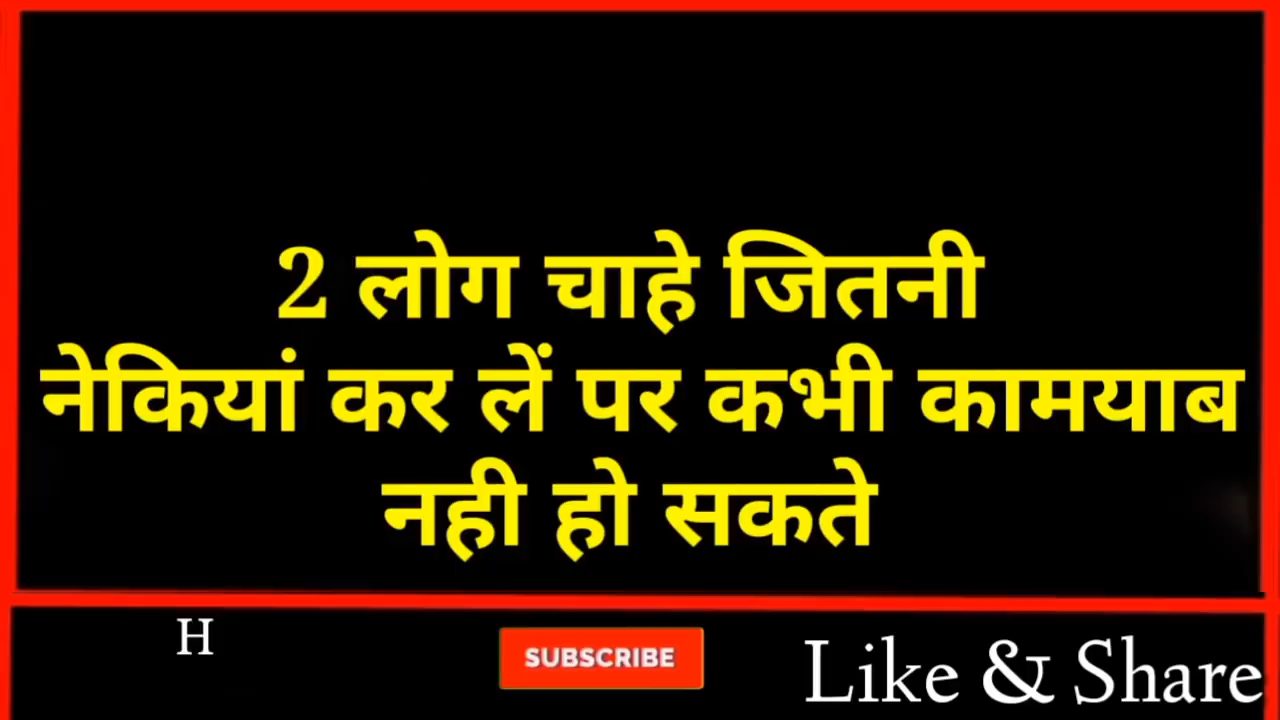 2 लोग चाहे जितनी
नेकियां कर लें पर कभी कामयाब
नही हो सकते
H
SUBSCRIBE
Like & Share